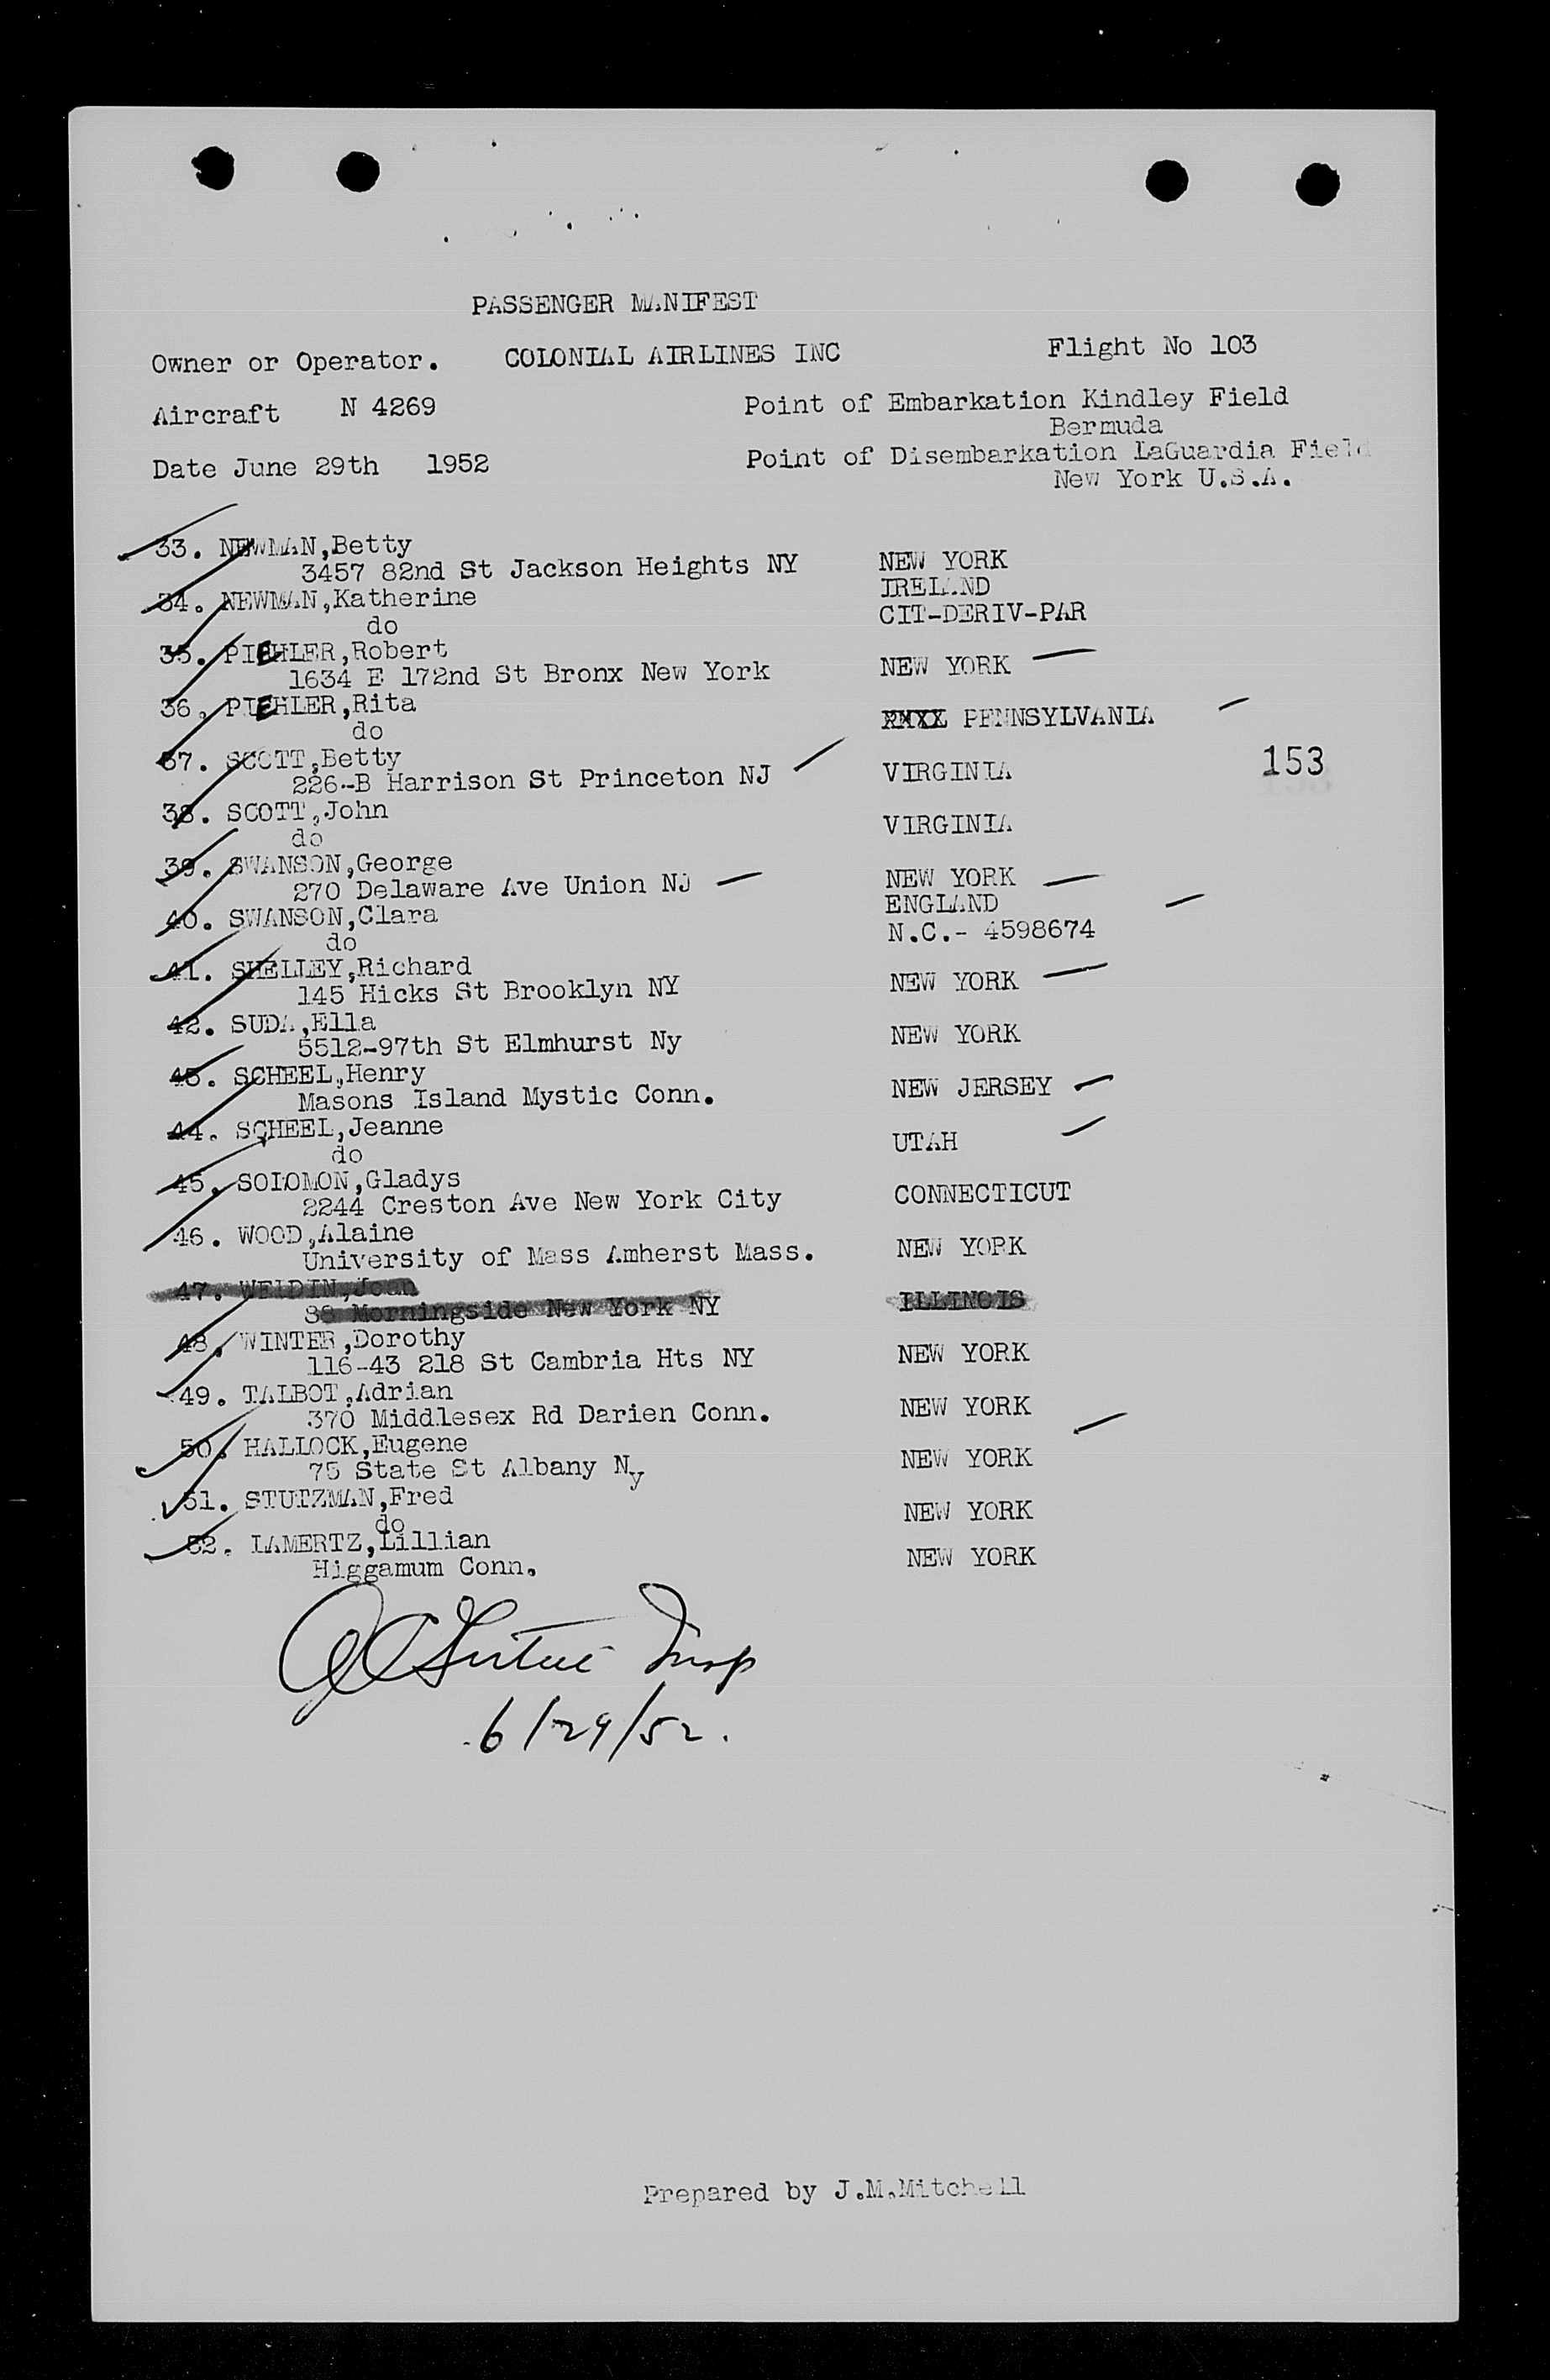 PASSENGER MANIFEST
Owner or Operator. COLONIAL AIRLINES INC Flight No 103
Aircraft N 4269 Point of Embarkation Kindley Field
Bermuda
Date June 29th 1952 Point of Disembarkation LaGuardia Field
New York U.S.A.
33. NEWMAN,Betty
3457 82nd St Jackson Heights NY NEW YORK
34. NEWMAN,Katherine IRELAND
do CIT-DERIV-PAR
35. PIEHLER,Robert
1634 E 172nd St Bronx New York NEW YORK
36. PIEHLER,Rita
do PENNSYLVANIA
37. SCOTT,Betty
226-B Harrison St Princeton NJ VIRGINIA 153
38. SCOTT,John
do VIRGINIA
39. SWANSON,George
270 Delaware Ave Union NJ NEW YORK
40. SWANSON,Clara ENGLAND
do N.C.- 4598674
41. SHELLEY,Richard
145 Hicks St Brooklyn NY NEW YORK
42. SUDA,Ella
5512-97th St Elmhurst Ny NEW YORK
43. SCHEEL,Henry
Masons Island Mystic Conn. NEW JERSEY
44. SCHEEL,Jeanne
do UTAH
45. SOLOMON,Gladys
2244 Creston Ave New York City CONNECTICUT
46. WOOD,Alaine
University of Mass Amherst Mass. NEW YORK
47. WEIDIN,Joan
Morningside New York NY ILLINOIS
48. WINTER,Dorothy
116-43 218 St Cambria Hts NY NEW YORK
49. TALBOT,Adrian
370 Middlesex Rd Darien Conn. NEW YORK
50. HALLOCK,Eugene
75 State St Albany Ny NEW YORK
51. STUTZMAN,Fred
do NEW YORK
52. LAMERTZ,Lillian
Higgamum Conn. NEW YORK
Insp
6/29/52.
Prepared by J.M.Mitchell